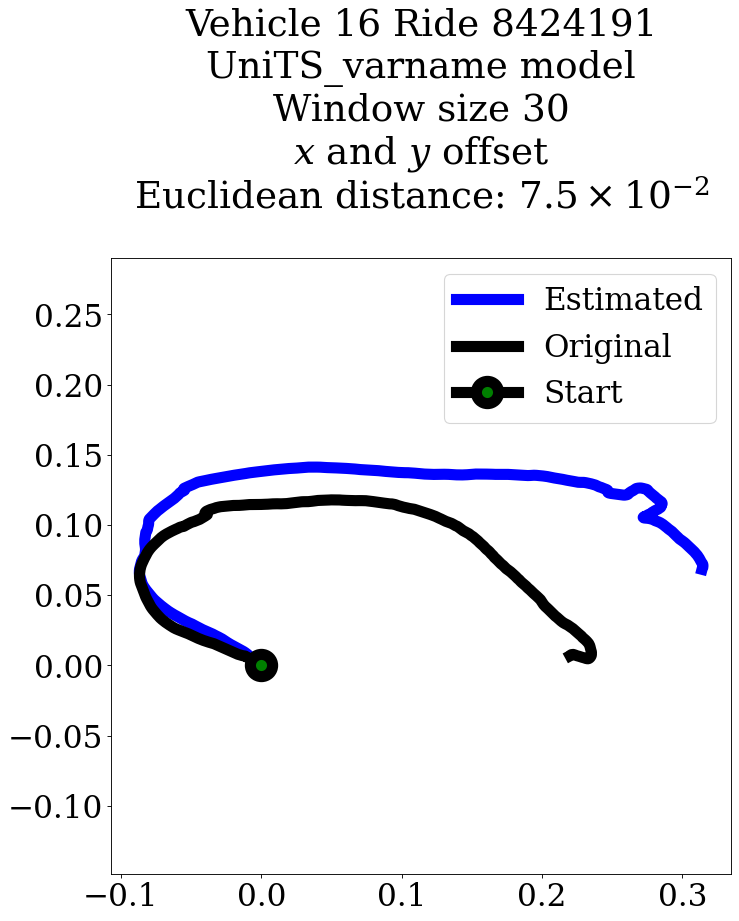 Vehicle 16 Ride 8424191
UniTS_varname model
Window size 30
x and y offset
Euclidean distance: 7.5 × 10⁻²
Estimated
Original
Start
0.25
0.20
0.15
0.10
0.05
0.00
−0.05
−0.10
−0.1 0.0 0.1 0.2 0.3